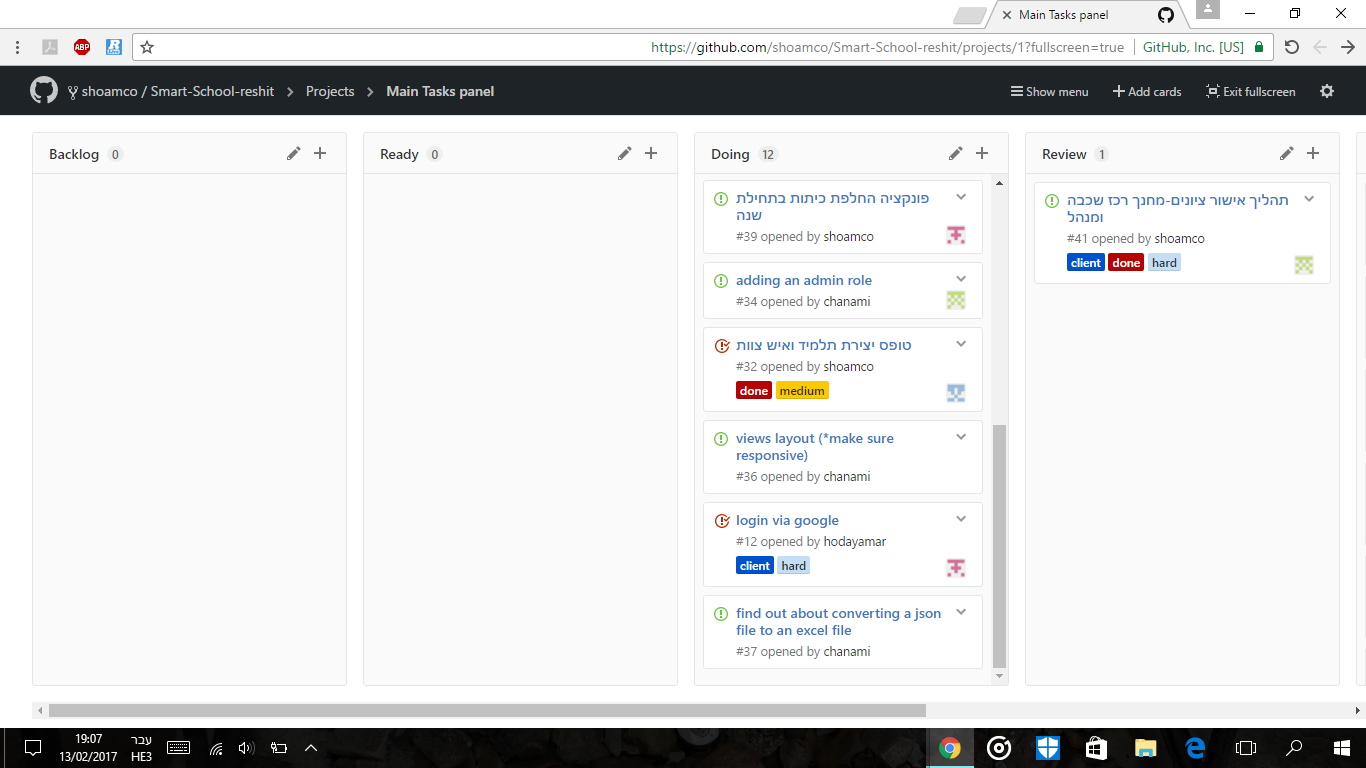 Main Tasks panel
ABP
https://github.com/shoamco/Smart-School-reshit/projects/1?fullscreen=true
GitHub, Inc. [US]
shoamco / Smart-School-reshit
Projects
Main Tasks panel
Show menu
Add cards
Exit fullscreen
Backlog 0
Ready 0
Doing 12
פונקציה החלפת כיתות בתחילת
שנה
#39 opened by shoamco
adding an admin role
#34 opened by chanami
טופס יצירת תלמיד ואיש צוות
#32 opened by shoamco
done medium
views layout (*make sure
responsive)
#36 opened by chanami
login via google
#12 opened by hodayamar
client hard
find out about converting a json
file to an excel file
#37 opened by chanami
Review 1
תהליך אישור ציונים-מחנך רכז שכבה
ומנהל
#41 opened by shoamco
client done hard
19:07
13/02/2017
עבר
HE3